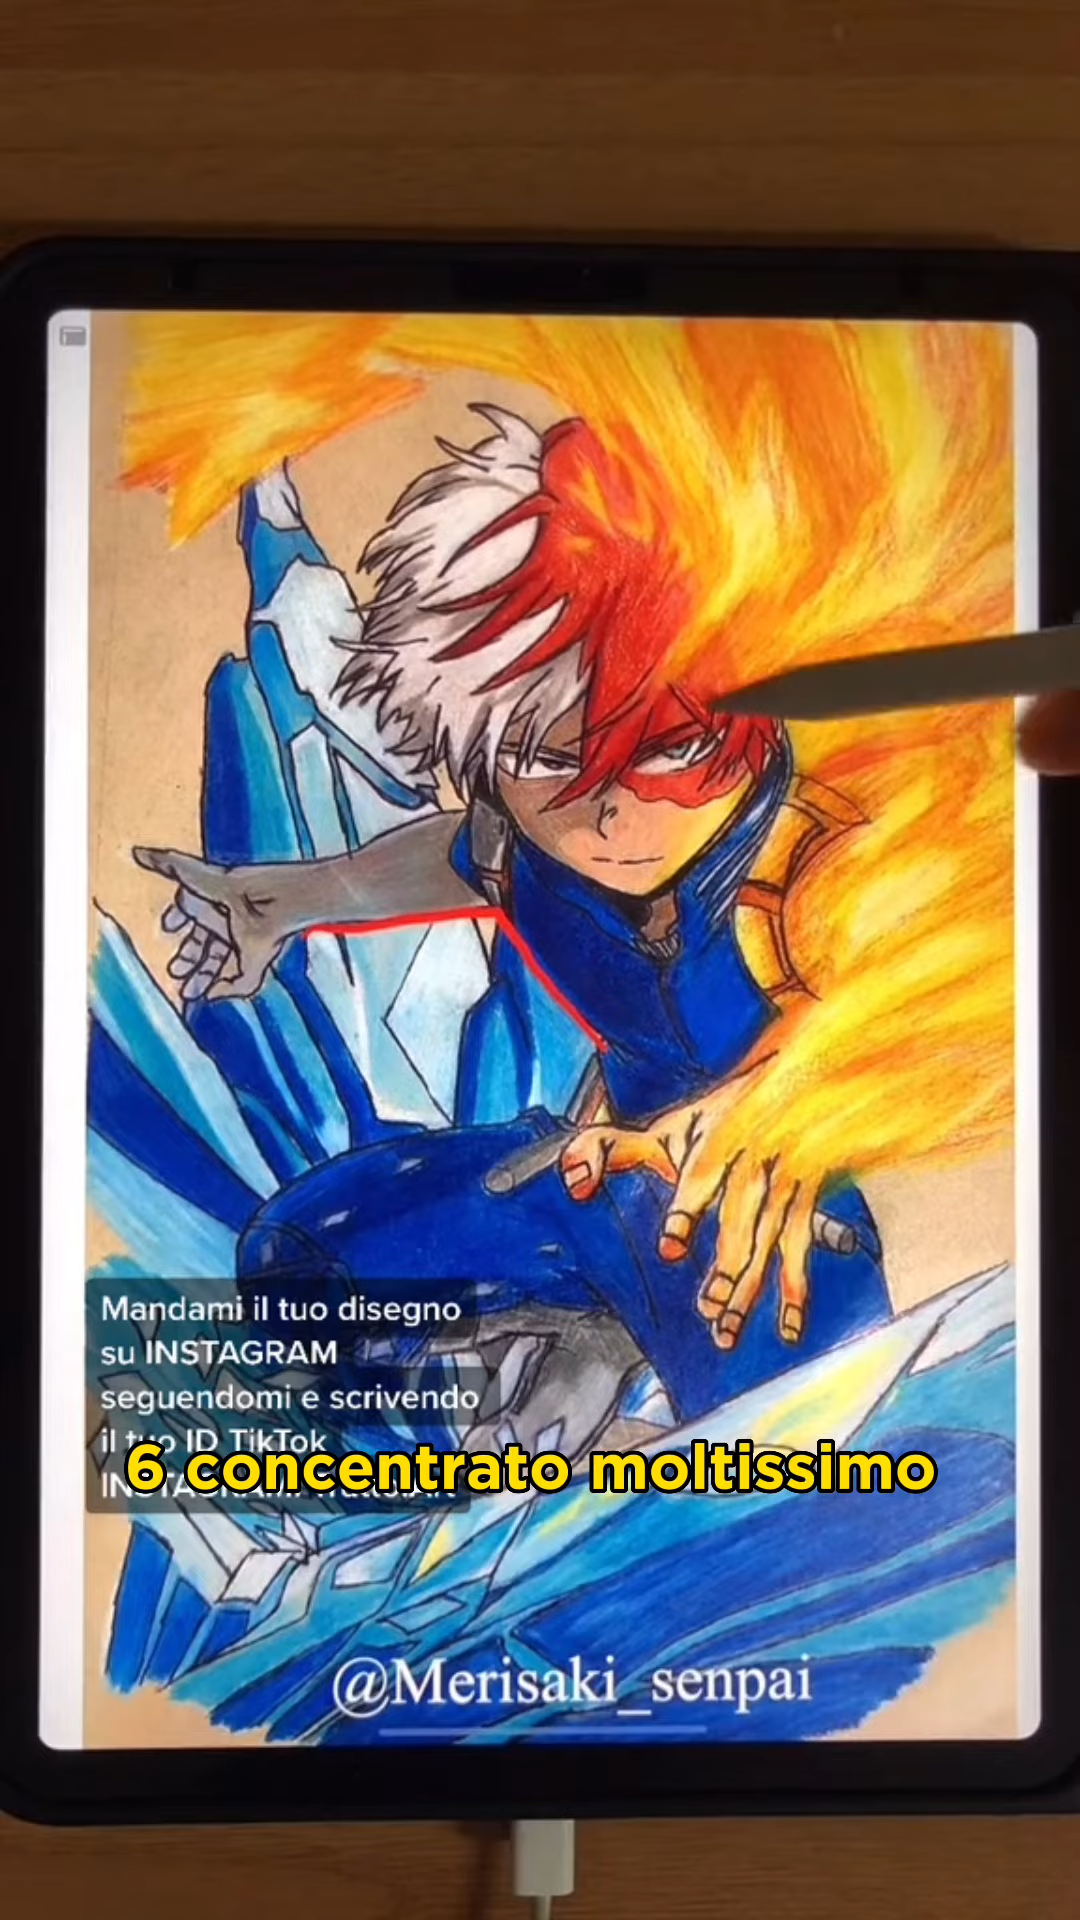 Mandami il tuo disegno
su INSTAGRAM
seguendomi e scrivendo
il tuo ID TikTok
6 concentrato moltissimo
@Merisaki_senpai